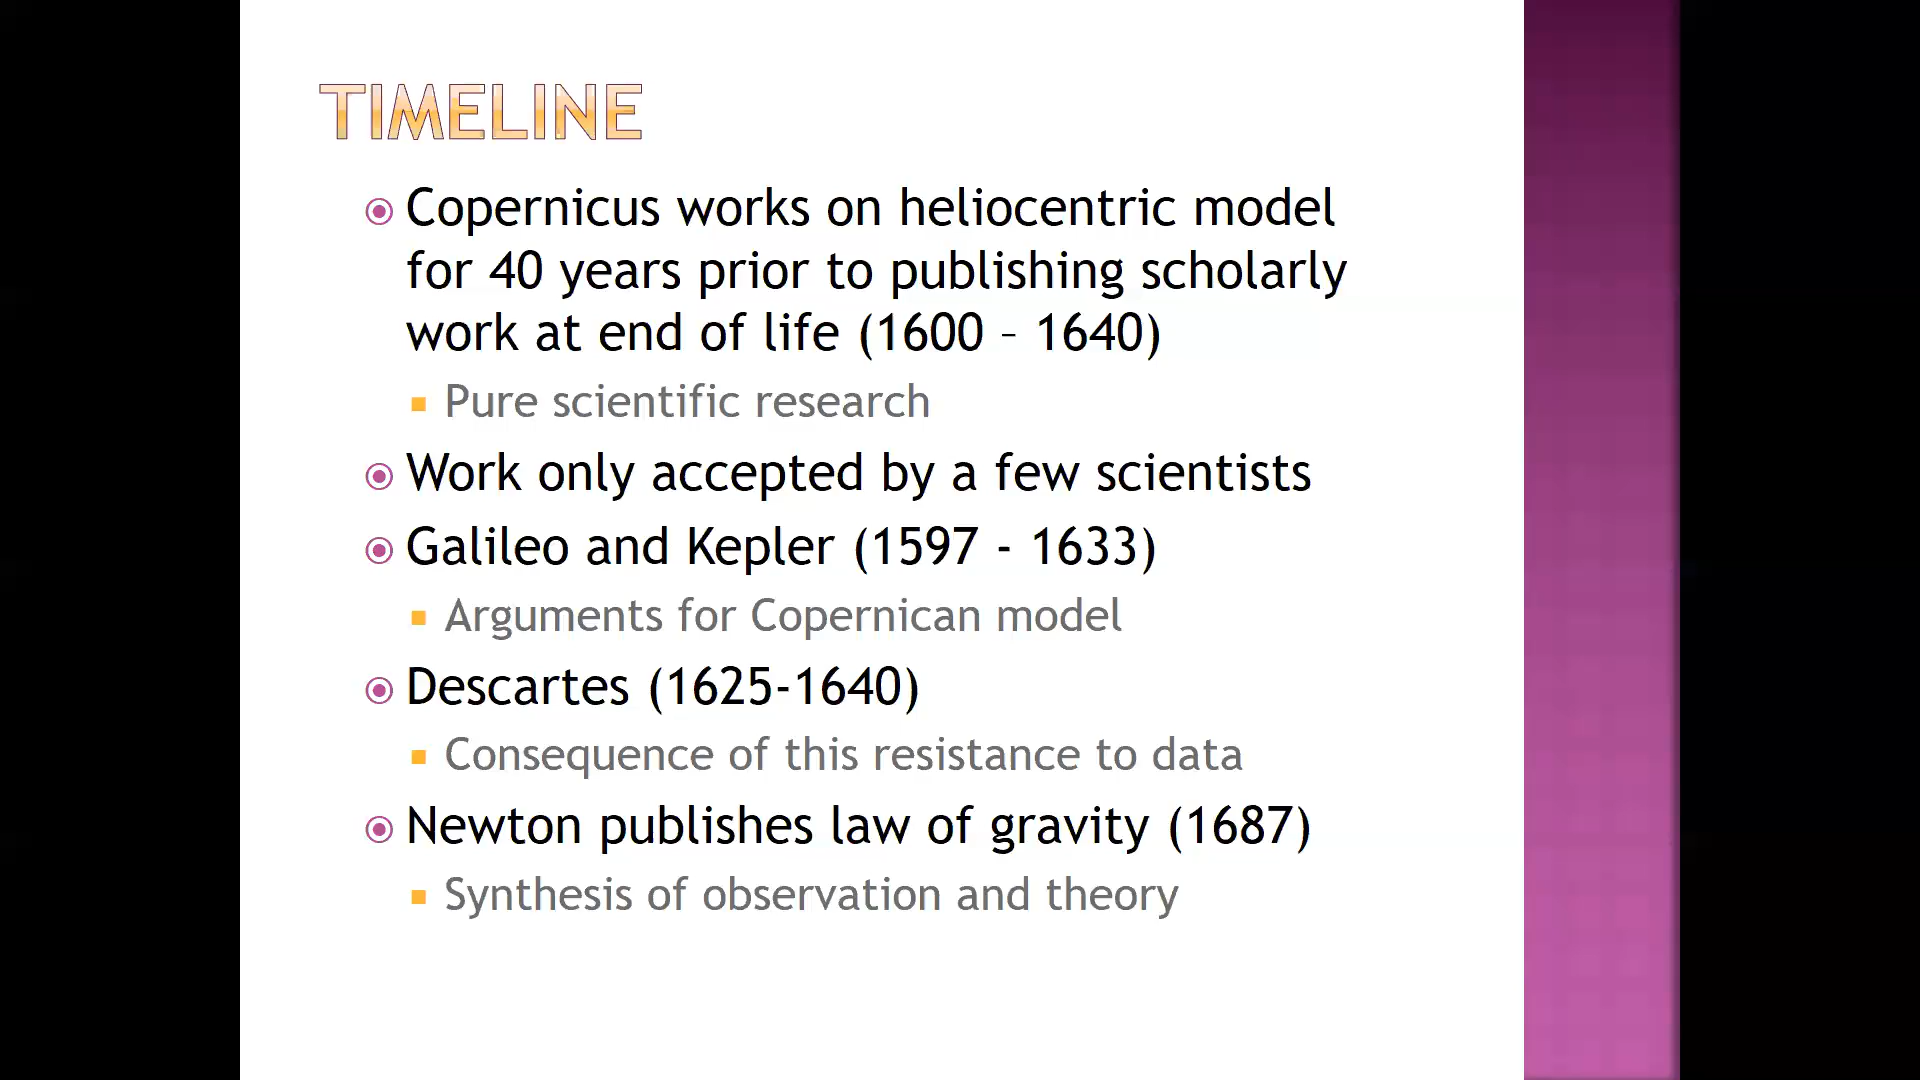 TIMELINE
Copernicus works on heliocentric model
for 40 years prior to publishing scholarly
work at end of life (1600 – 1640)
Pure scientific research
Work only accepted by a few scientists
Galileo and Kepler (1597 - 1633)
Arguments for Copernican model
Descartes (1625-1640)
Consequence of this resistance to data
Newton publishes law of gravity (1687)
Synthesis of observation and theory